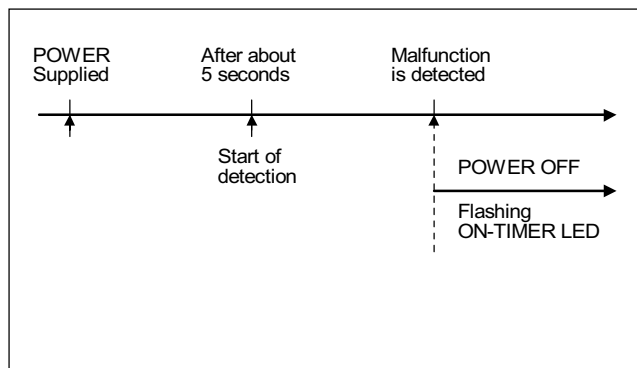 POWER
Supplied
After about
5 seconds
Malfunction
is detected
Start of
detection
POWER OFF
Flashing
ON-TIMER LED